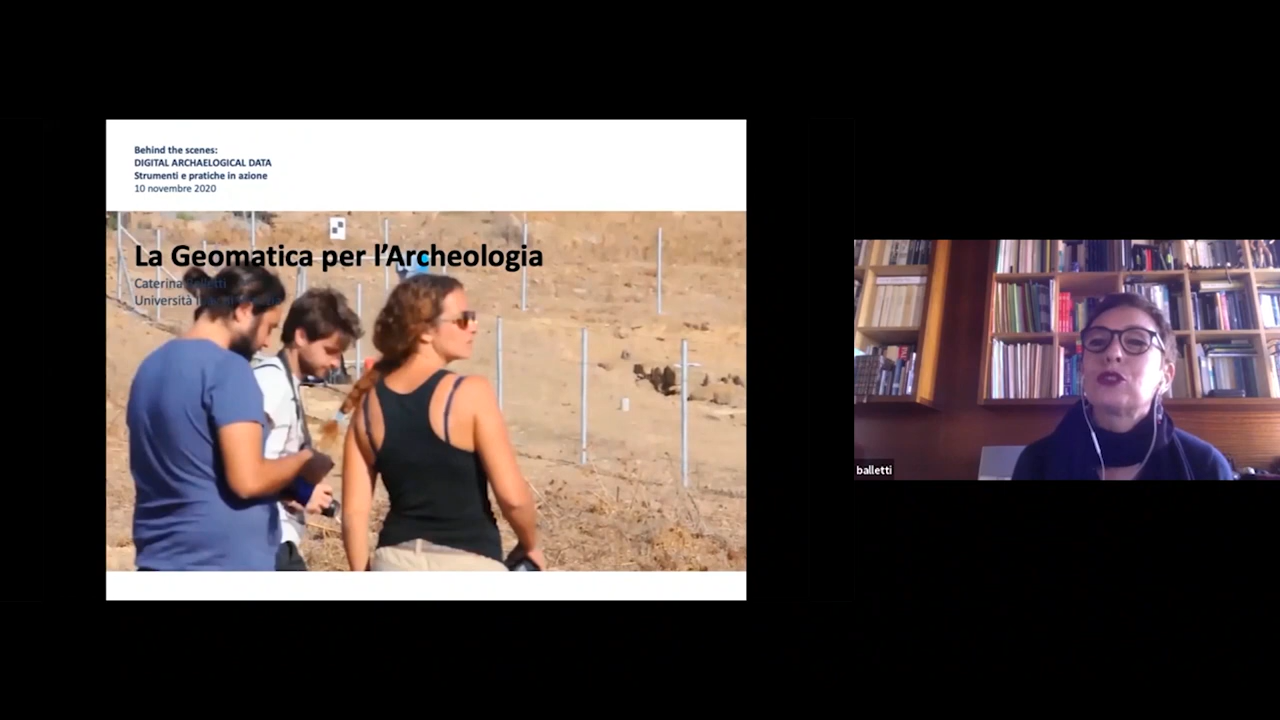 Behind the scenes:
DIGITAL ARCHAELOGICAL DATA
Strumenti e pratiche in azione
10 novembre 2020
La Geomatica per l'Archeologia
Caterina
Università
balletti